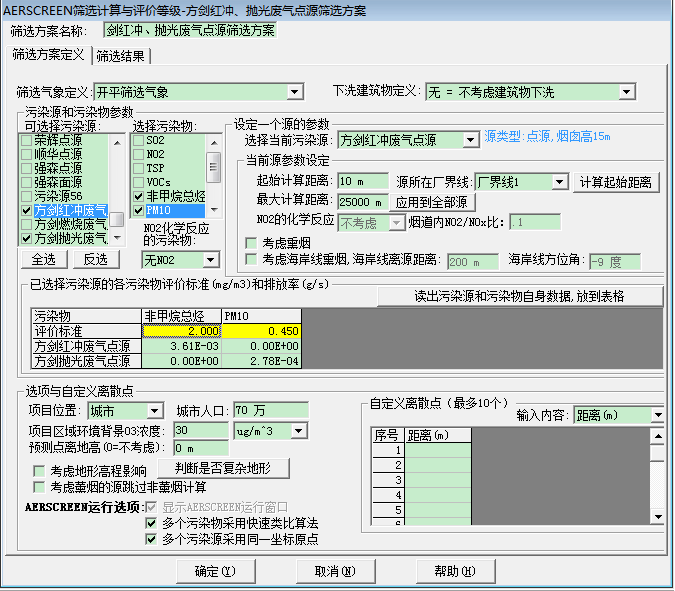 AERSCREEN筛选计算与评价等级-方剑红冲、抛光废气点源筛选方案
筛选方案名称: 剑红冲、抛光废气点源筛选方案
筛选方案定义 筛选结果
筛选气象定义: 开平筛选气象 下洗建筑物定义: 无 = 不考虑建筑物下洗
污染源和污染物参数
可选择污染源: 选择污染物:
荣辉点源
顺华点源
强森点源
强森面源
污染源56
方剑红冲废气
方剑燃烧废气
方剑抛光废气
SO2
NO2
TSP
VOCs
非甲烷总烃
PM10
NO2化学反应
的污染物:
全选 反选 无NO2
设定一个源的参数
选择当前污染源: 方剑红冲废气点源 源类型:点源,烟囱高15m
当前源参数设定
起始计算距离: 10 m 源所在厂界线: 厂界线1 计算起始距离
最大计算距离: 25000 m 应用到全部源
NO2的化学反应 不考虑 烟道内NO2/NOx比: .1
考虑重烟
考虑海岸线重烟,海岸线离源距离: 200 m 海岸线方位角: -9 度
已选择污染源的各污染物评价标准(mg/m3)和排放率(g/s)
读出污染源和污染物自身数据,放到表格
污染物 非甲烷总烃 PM10
评价标准 2.000 0.450
方剑红冲废气点源 3.61E-03 0.00E+00
方剑抛光废气点源 0.00E+00 2.78E-04
选项与自定义离散点
项目位置: 城市 城市人口: 70 万
项目区域环境背景O3浓度: 30 ug/m^3
预测点离地高(0=不考虑): 0 m
考虑地形高程影响 判断是否复杂地形
考虑薰烟的源跳过非薰烟计算
AERSCREEN运行选项: 显示AERSCREEN运行窗口
多个污染物采用快速类比算法
多个污染源采用同一坐标原点
自定义离散点 (最多10个)
输入内容: 距离(m)
序号 距离(m)
1
2
3
4
5
6
确定(Y) 取消(N) 帮助(H)